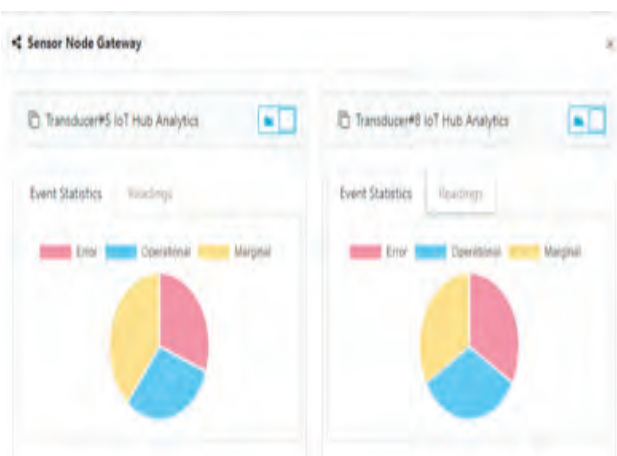 Sensor Node Gateway
Transducer#5 IoT Hub Analytics
Transducer#8 IoT Hub Analytics
Event Statistics Readings
Event Statistics Readings
Error Operational Marginal
Error Operational Marginal